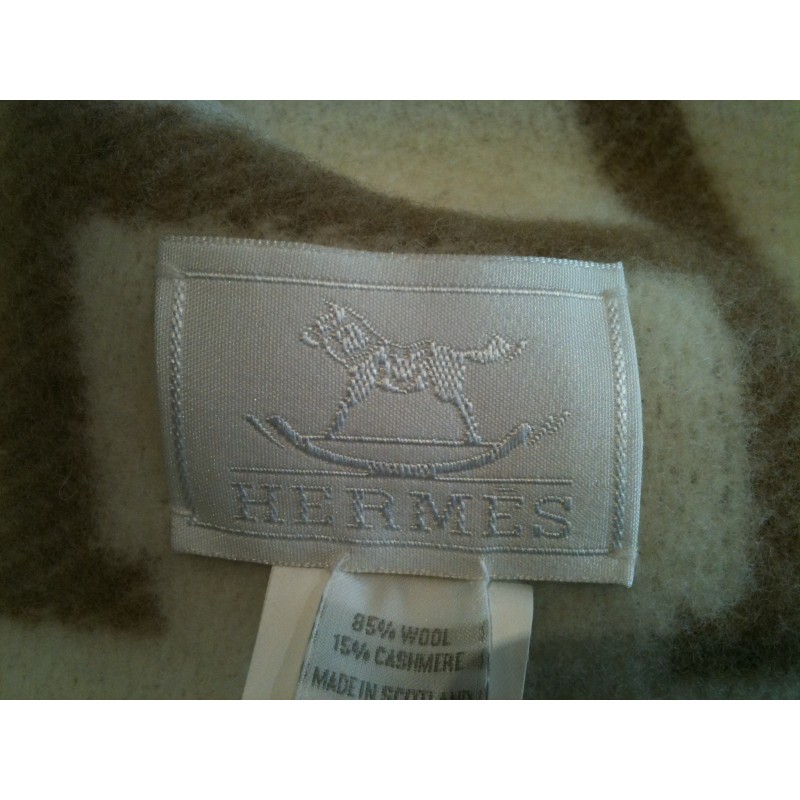 HERMÈS
85% WOOL
15% CASHMERE
MADE IN SCOTLAND